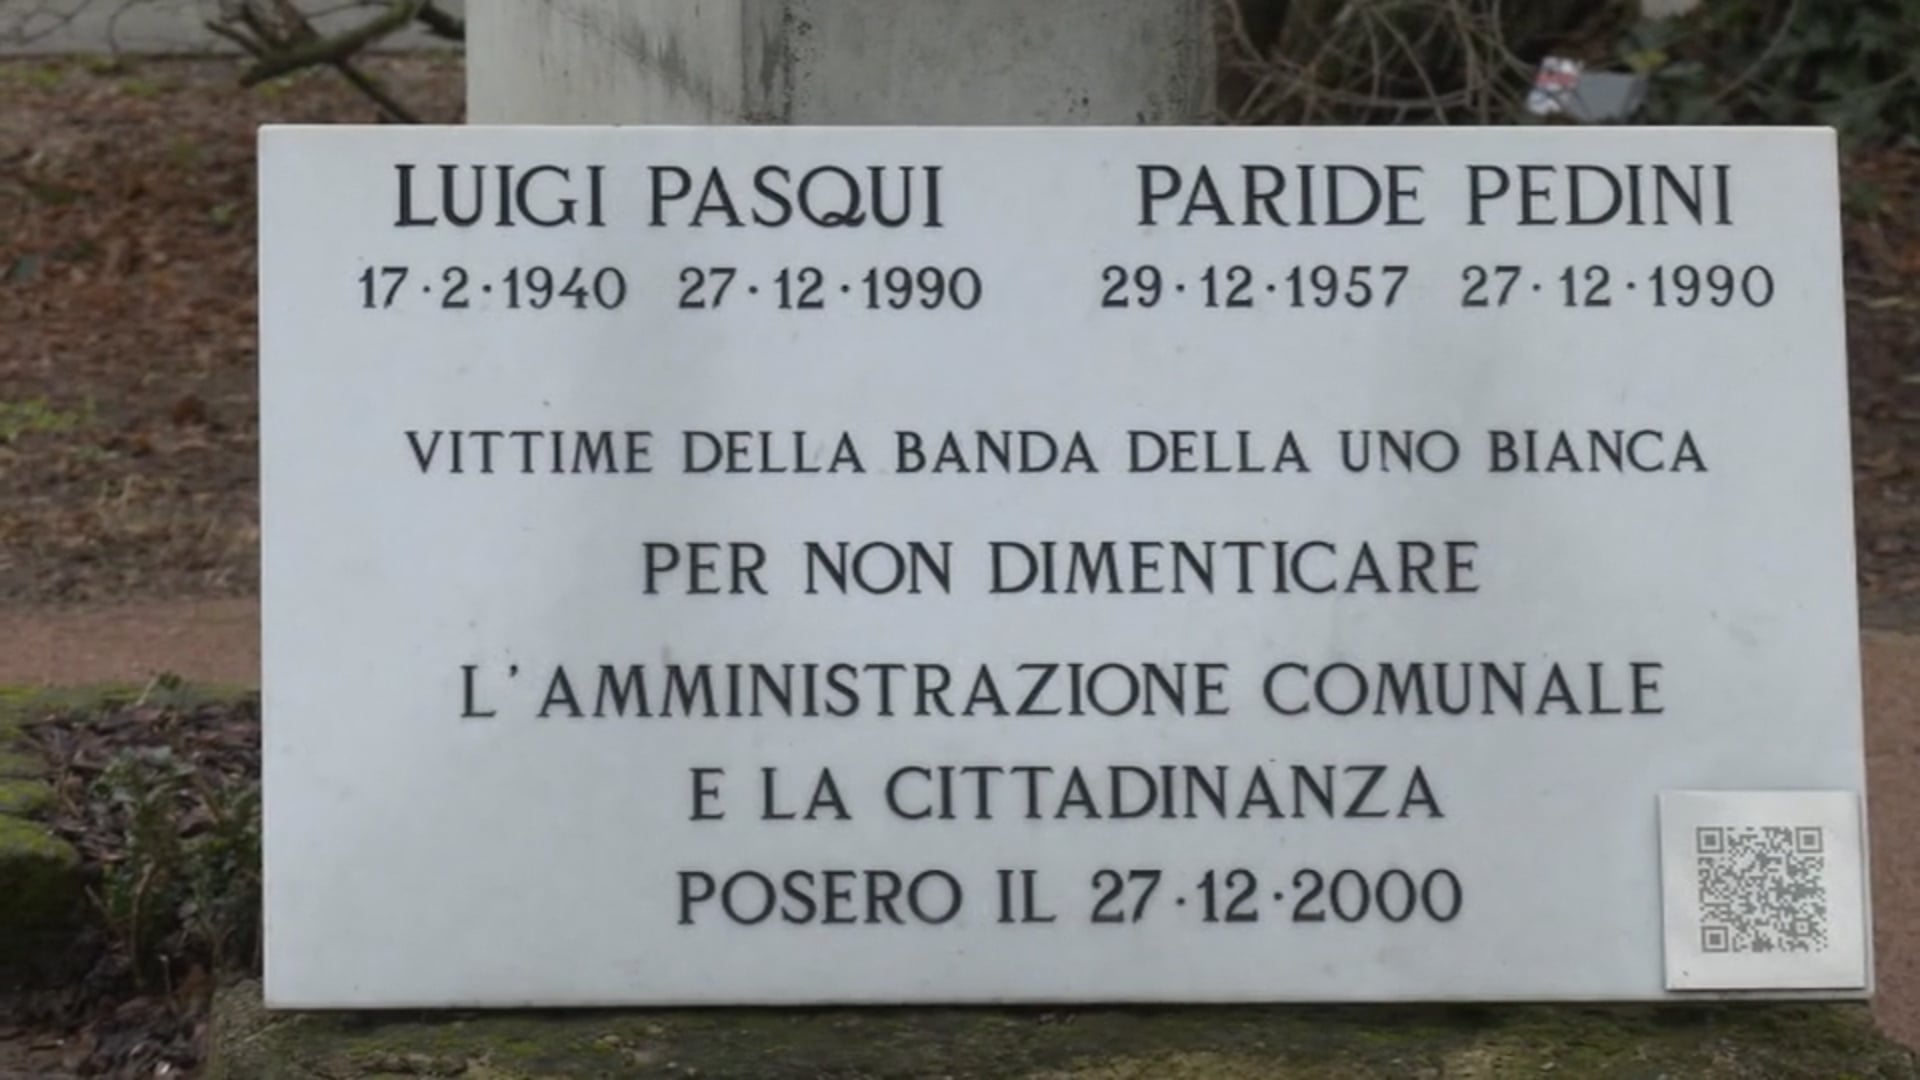 LUIGI PASQUI PARIDE PEDINI
17·2·1940 27·12·1990 29·12·1957 27·12·1990
VITTIME DELLA BANDA DELLA UNO BIANCA
PER NON DIMENTICARE
L'AMMINISTRAZIONE COMUNALE
E LA CITTADINANZA
POSERO IL 27·12·2000